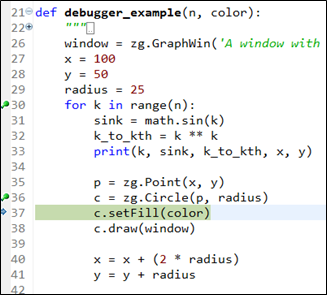 21 def debugger_example(n, color):
22 """
26 window = zg.GraphWin('A window with
27 x = 100
28 y = 50
29 radius = 25
30 for k in range(n):
31 sink = math.sin(k)
32 k_to_kth = k ** k
33 print(k, sink, k_to_kth, x, y)
34
35 p = zg.Point(x, y)
36 c = zg.Circle(p, radius)
37 c.setFill(color)
38 c.draw(window)
39
40 x = x + (2 * radius)
41 y = y + radius